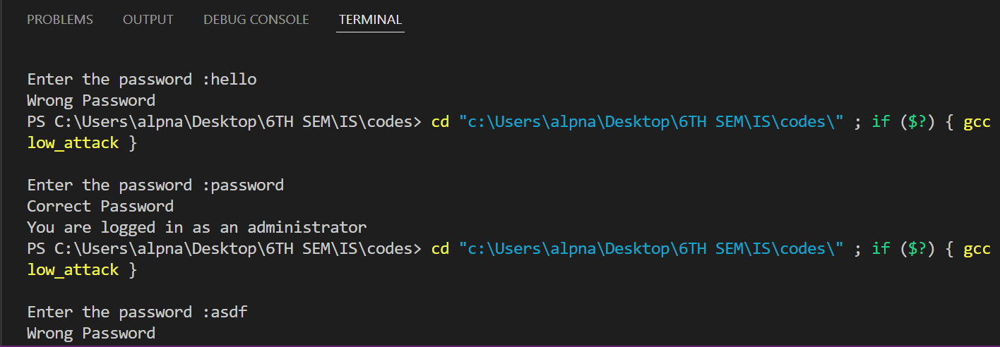 PROBLEMS OUTPUT DEBUG CONSOLE TERMINAL
Enter the password :hello
Wrong Password
PS C:\Users\alpna\Desktop\6TH SEM\IS\codes> cd "c:\Users\alpna\Desktop\6TH SEM\IS\codes\" ; if ($?) { gcc
low_attack }
Enter the password :password
Correct Password
You are logged in as an administrator
PS C:\Users\alpna\Desktop\6TH SEM\IS\codes> cd "c:\Users\alpna\Desktop\6TH SEM\IS\codes\" ; if ($?) { gcc
low_attack }
Enter the password :asdf
Wrong Password